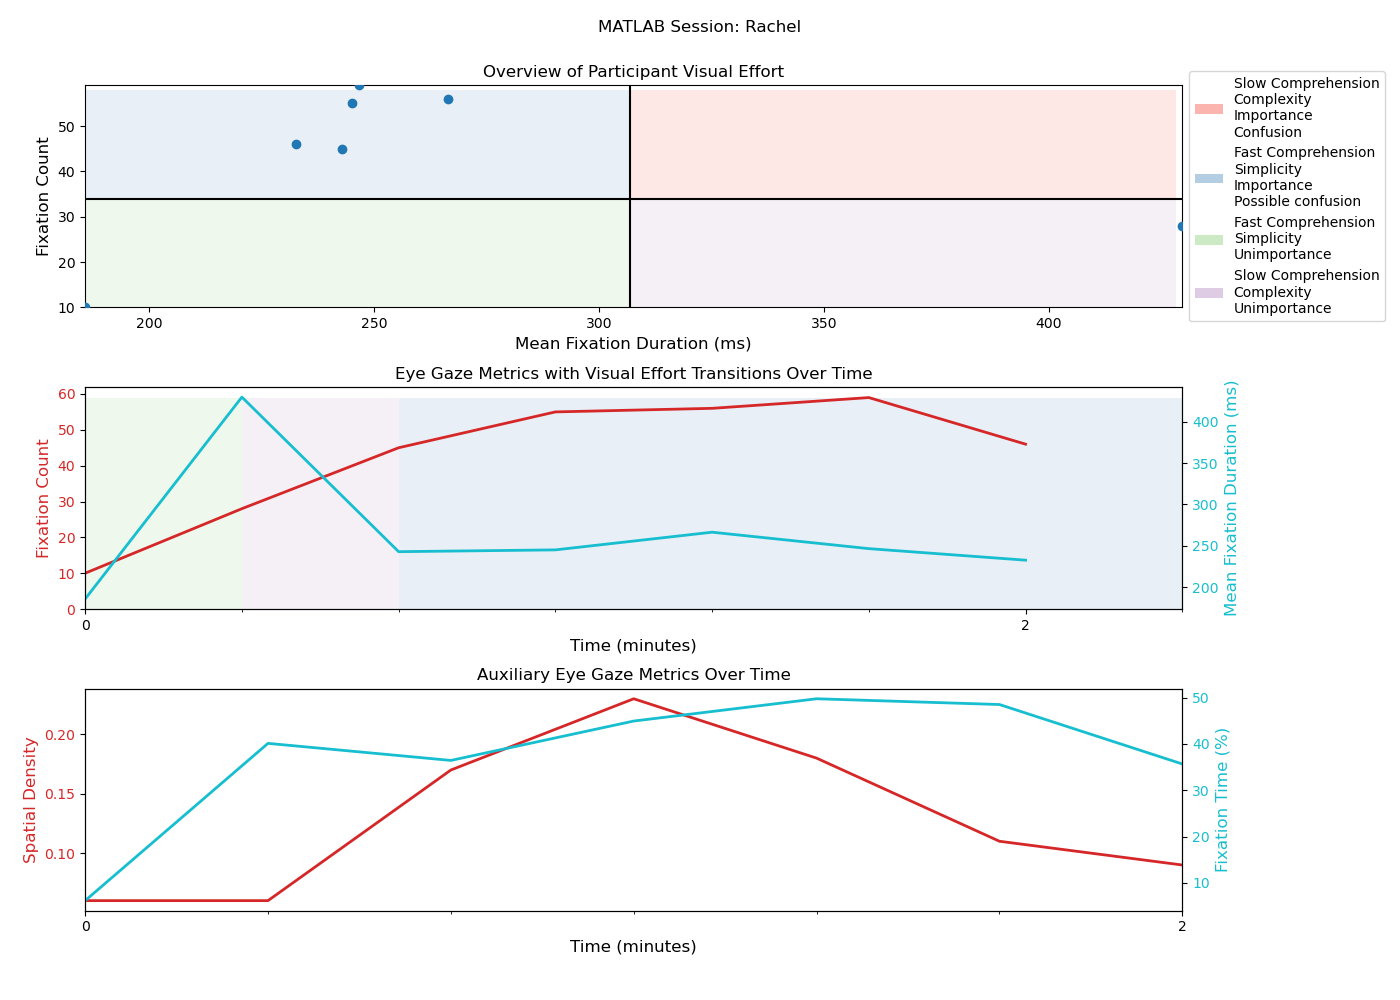 MATLAB Session: Rachel
Overview of Participant Visual Effort
Fixation Count
50
40
30
20
10
200
250
300
350
400
Mean Fixation Duration (ms)
Slow Comprehension
Complexity
Importance
Confusion
Fast Comprehension
Simplicity
Importance
Possible confusion
Fast Comprehension
Simplicity
Unimportance
Slow Comprehension
Complexity
Unimportance
Eye Gaze Metrics with Visual Effort Transitions Over Time
Fixation Count
60
50
40
30
20
10
0
0
2
Time (minutes)
400
350
300
250
200
Mean Fixation Duration (ms)
Auxiliary Eye Gaze Metrics Over Time
Spatial Density
0.20
0.15
0.10
0
2
Time (minutes)
50
40
30
20
10
Fixation Time (%)